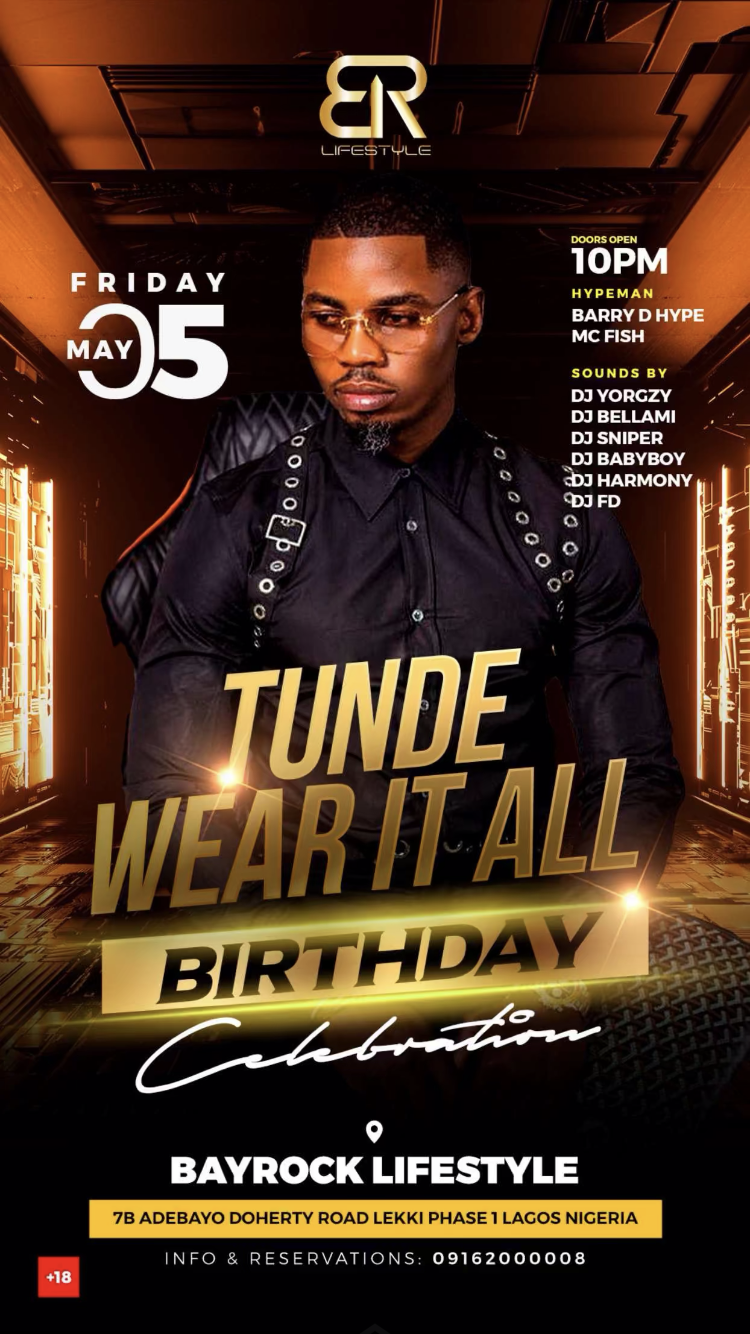 BR
LIFESTYLE
FRIDAY
MAY 05
DOORS OPEN
10PM
HYPEMAN
BARRY D HYPE
MC FISH
SOUNDS BY
DJ YORGZY
DJ BELLAMI
DJ SNIPER
DJ BABYBOY
DJ HARMONY
DJ FD
TUNDE
WEAR IT ALL
BIRTHDAY
Celebration
BAYROCK LIFESTYLE
7B ADEBAYO DOHERTY ROAD LEKKI PHASE 1 LAGOS NIGERIA
INFO & RESERVATIONS: 09162000008
+18